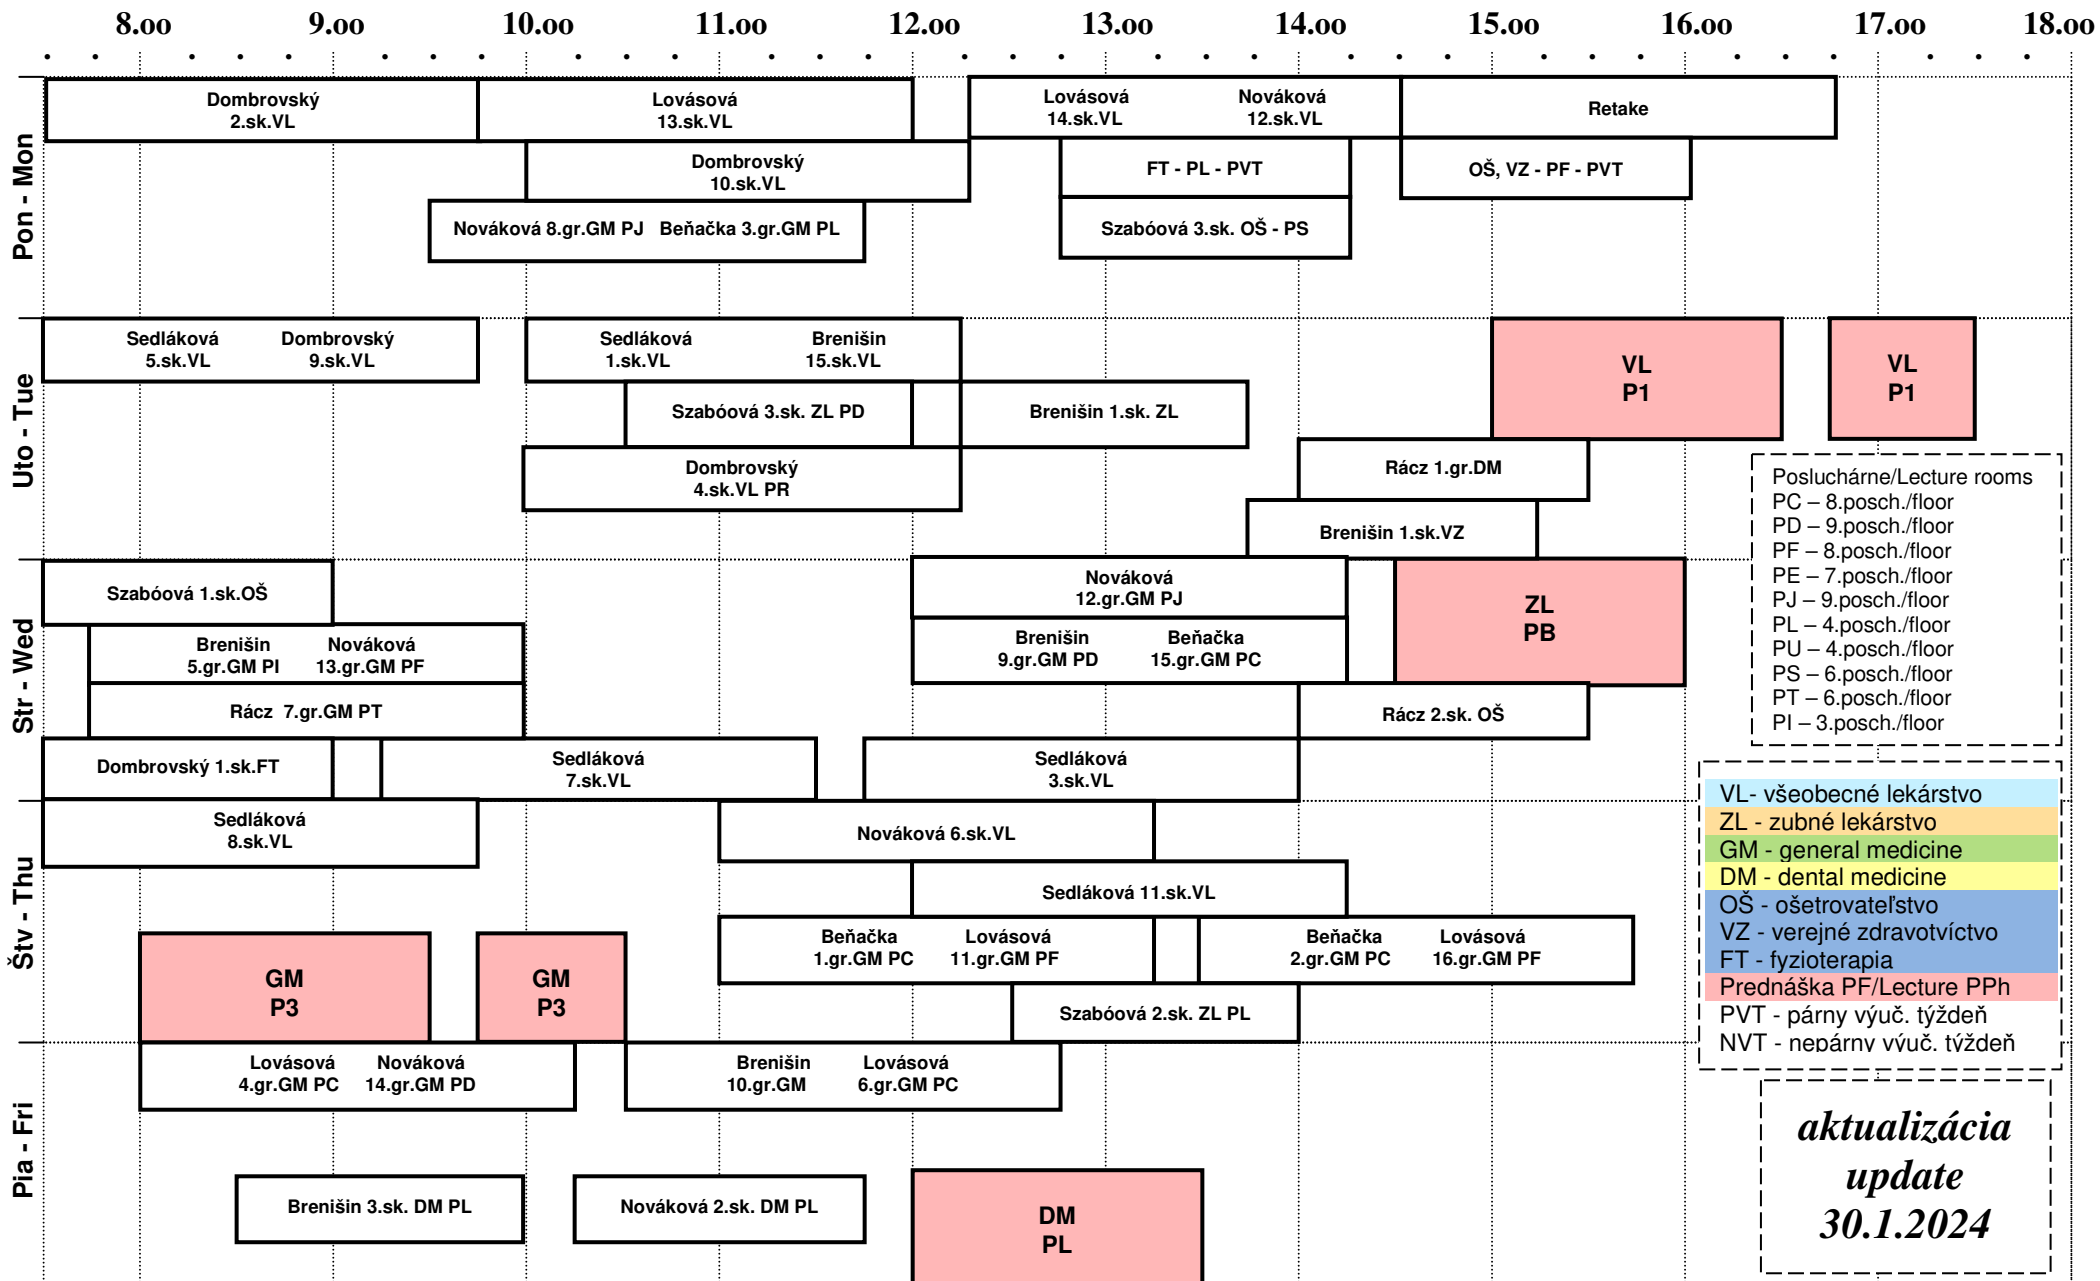 8.00 9.00 10.00 11.00 12.00 13.00 14.00 15.00 16.00 17.00 18.00
Pon - Mon
Dombrovský
2.sk.VL
Lovásová
13.sk.VL
Lovásová Nováková
14.sk.VL 12.sk.VL
Retake
Dombrovský
10.sk.VL
FT - PL - PVT
OŠ, VZ - PF - PVT
Nováková 8.gr.GM PJ Beňačka 3.gr.GM PL
Szabóová 3.sk. OŠ - PS
Uto - Tue
Sedláková Dombrovský
5.sk.VL 9.sk.VL
Sedláková Brenišin
1.sk.VL 15.sk.VL
VL
P1
VL
P1
Szabóová 3.sk. ZL PD
Brenišin 1.sk. ZL
Dombrovský
4.sk.VL PR
Rácz 1.gr.DM
Brenišin 1.sk.VZ
Posluchárne/Lecture rooms
PC – 8.posch./floor
PD – 9.posch./floor
PF – 8.posch./floor
PE – 7.posch./floor
PJ – 9.posch./floor
PL – 4.posch./floor
PU – 4.posch./floor
PS – 6.posch./floor
PT – 6.posch./floor
PI – 3.posch./floor
Str - Wed
Szabóová 1.sk.OŠ
Nováková
12.gr.GM PJ
ZL
PB
Brenišin Nováková
5.gr.GM PI 13.gr.GM PF
Brenišin Beňačka
9.gr.GM PD 15.gr.GM PC
Rácz 7.gr.GM PT
Rácz 2.sk. OŠ
Dombrovský 1.sk.FT
Sedláková
7.sk.VL
Sedláková
3.sk.VL
VL- všeobecné lekárstvo
ZL - zubné lekárstvo
GM - general medicine
DM - dental medicine
OŠ - ošetrovateľstvo
VZ - verejné zdravotvíctvo
FT - fyzioterapia
Prednáška PF/Lecture PPh
PVT - párny výuč. týždeň
NVT - nepárny výuč. týždeň
Štv - Thu
Sedláková
8.sk.VL
Nováková 6.sk.VL
Sedláková 11.sk.VL
GM
P3
GM
P3
Beňačka Lovásová
1.gr.GM PC 11.gr.GM PF
Beňačka Lovásová
2.gr.GM PC 16.gr.GM PF
Szabóová 2.sk. ZL PL
Pia - Fri
Lovásová Nováková
4.gr.GM PC 14.gr.GM PD
Brenišin Lovásová
10.gr.GM 6.gr.GM PC
Brenišin 3.sk. DM PL
Nováková 2.sk. DM PL
DM
PL
aktualizácia
update
30.1.2024